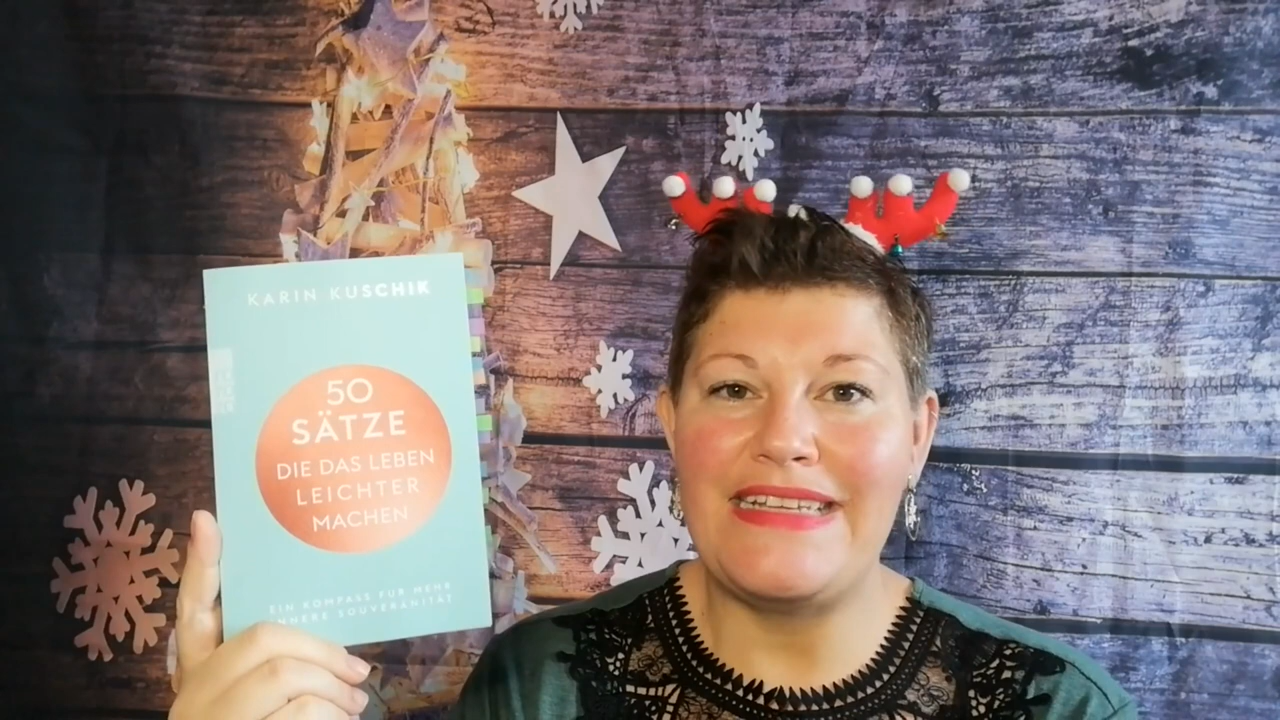 KARIN KUSCHIK
50
SÄTZE
DIE DAS LEBEN
LEICHTER
MACHEN
EIN KOMPASS FÜR MEHR
INNERE SOUVERÄNITÄT